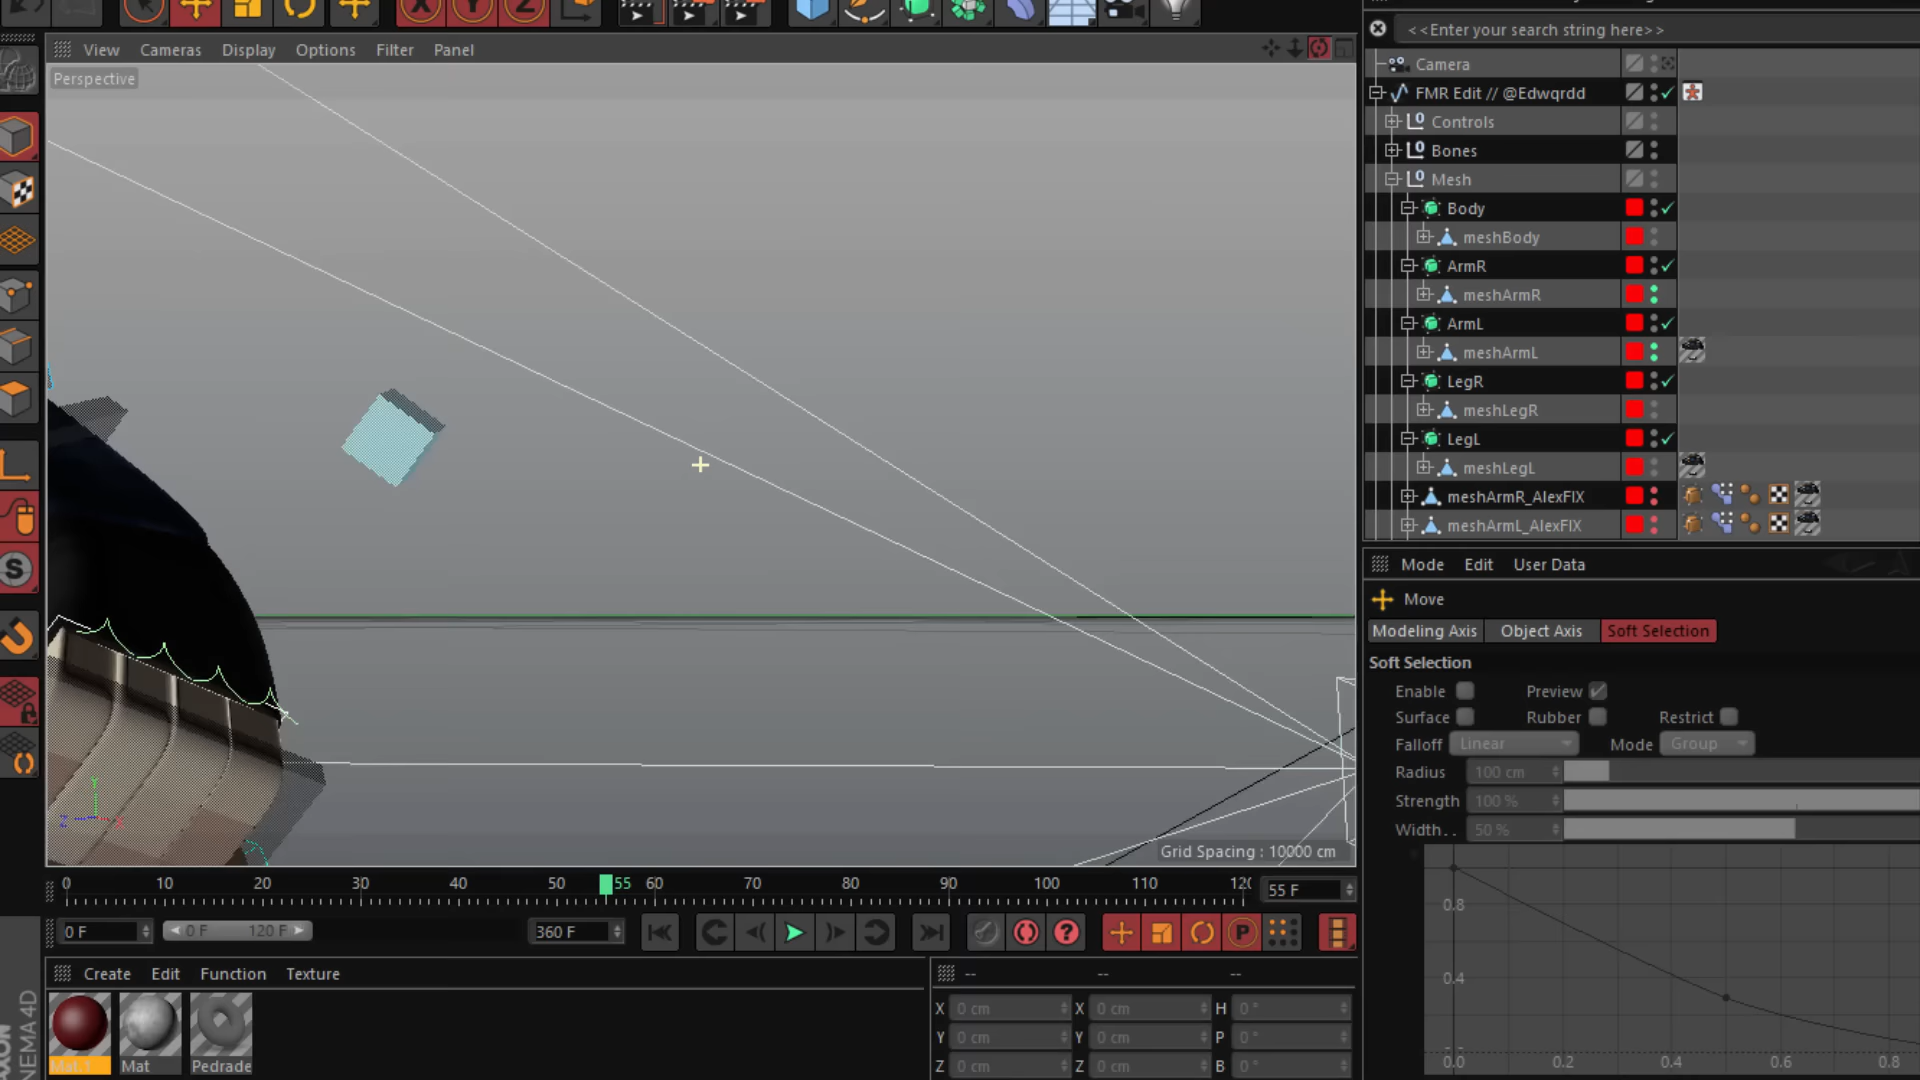 View Cameras Display Options Filter Panel
Perspective
Grid Spacing : 10000 cm
<<Enter your search string here>>
Camera
FMR Edit // @Edwqrdd
Controls
Bones
Mesh
Body
meshBody
ArmR
meshArmR
ArmL
meshArmL
LegR
meshLegR
LegL
meshLegL
meshArmR_AlexFIX
meshArmL_AlexFIX
Mode Edit User Data
Move
Modeling Axis Object Axis Soft Selection
Soft Selection
Enable Preview
Surface Rubber Restrict
Falloff Linear Mode Group
Radius 100 cm
Strength 100 %
Width. . 50 %
0.8
0.4
0.0 0.2 0.4 0.6 0.8
0 10 20 30 40 50 55 60 70 80 90 100 110 120 55 F
0 F 0 F 120 F 360 F
Create Edit Function Texture
Mat.1 Mat Pedrade
-- -- --
X 0 cm X 0 cm H 0 °
Y 0 cm Y 0 cm P 0 °
Z 0 cm Z 0 cm B 0 °